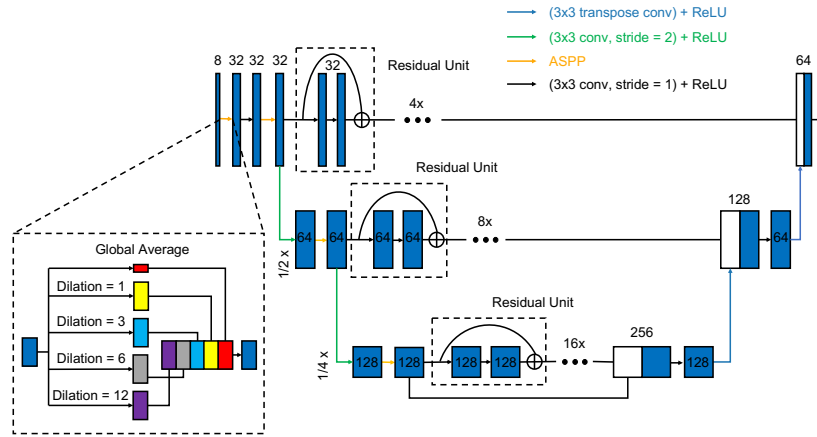 (3x3 transpose conv) + ReLU
(3x3 conv, stride = 2) + ReLU
ASPP
(3x3 conv, stride = 1) + ReLU
8 32 32 32
Residual Unit
32
4x
64
Residual Unit
64 64
64 64
8x
128
64
1/2 x
Residual Unit
128 128
128 128
16x
256
128
1/4 x
Global Average
Dilation = 1
Dilation = 3
Dilation = 6
Dilation = 12